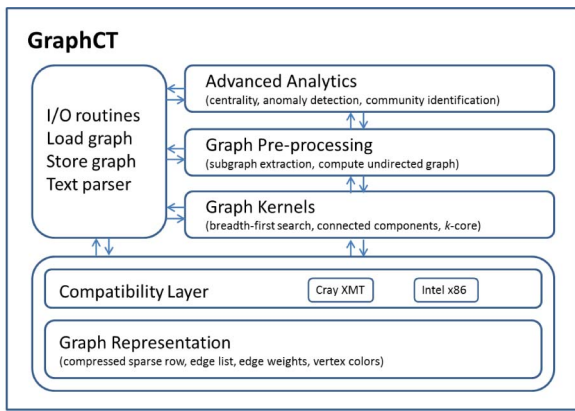 GraphCT
I/O routines
Load graph
Store graph
Text parser
Advanced Analytics
(centrality, anomaly detection, community identification)
Graph Pre-processing
(subgraph extraction, compute undirected graph)
Graph Kernels
(breadth-first search, connected components, k-core)
Compatibility Layer
Cray XMT
Intel x86
Graph Representation
(compressed sparse row, edge list, edge weights, vertex colors)